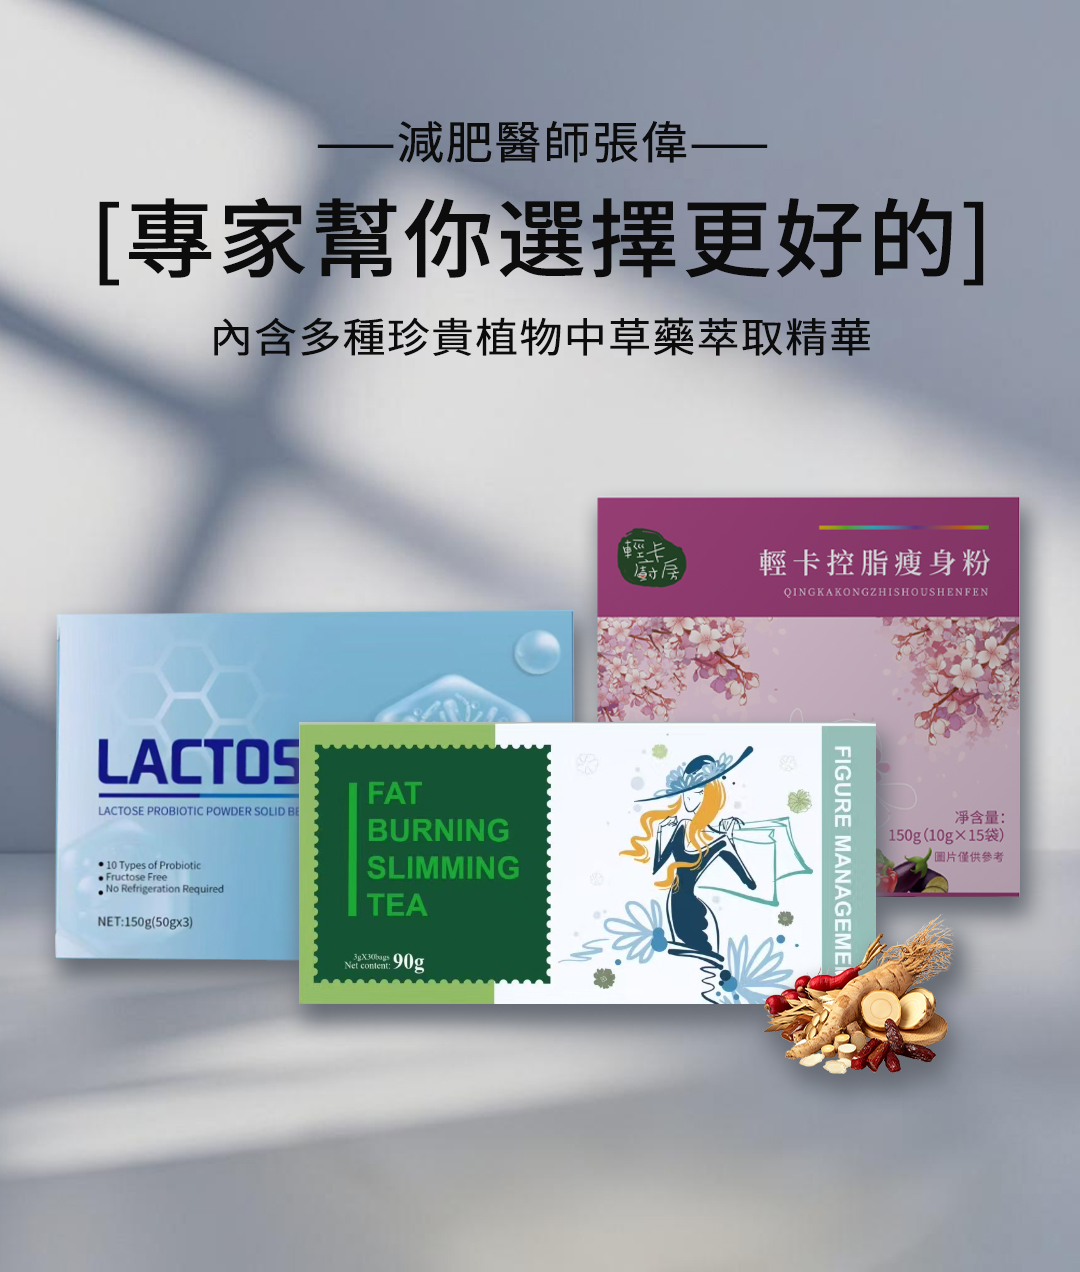 減肥醫師張偉
[專家幫你選擇更好的]
內含多種珍貴植物中草藥萃取精華
輕卡
廚房
輕卡控脂瘦身粉
QINGKAKONGZHISHOUSHENFEN
淨含量:
150g(10g×15袋)
圖片僅供參考
LACTOS
LACTOSE PROBIOTIC POWDER SOLID BE
10 Types of Probiotic
Fructose Free
No Refrigeration Required
NET:150g(50gx3)
FAT
BURNING
SLIMMING
TEA
3gX30bags
Net content: 90g
FIGURE MANAGEME